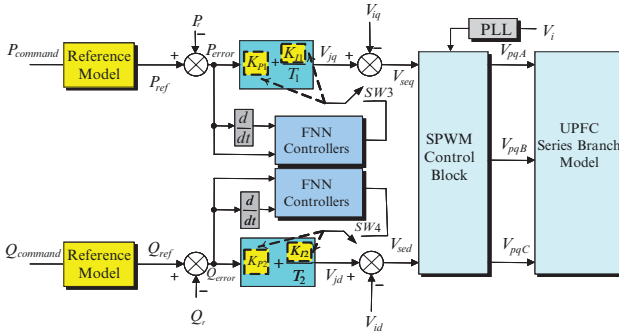 P_r
V_iq
PLL
V_i
P_command
Reference
Model
P_ref
+
−
P_error
K_P1 + K_I1
T_1
V_jq
+
−
V_seq
V_pqA
SW3
d
dt
FNN
Controllers
SPWM
Control
Block
V_pqB
UPFC
Series Branch
Model
FNN
Controllers
d
dt
SW4
Q_command
Reference
Model
Q_ref
+
−
Q_error
K_P2 + K_I2
T_2
V_jd
+
−
V_sed
V_pqC
Q_r
V_id